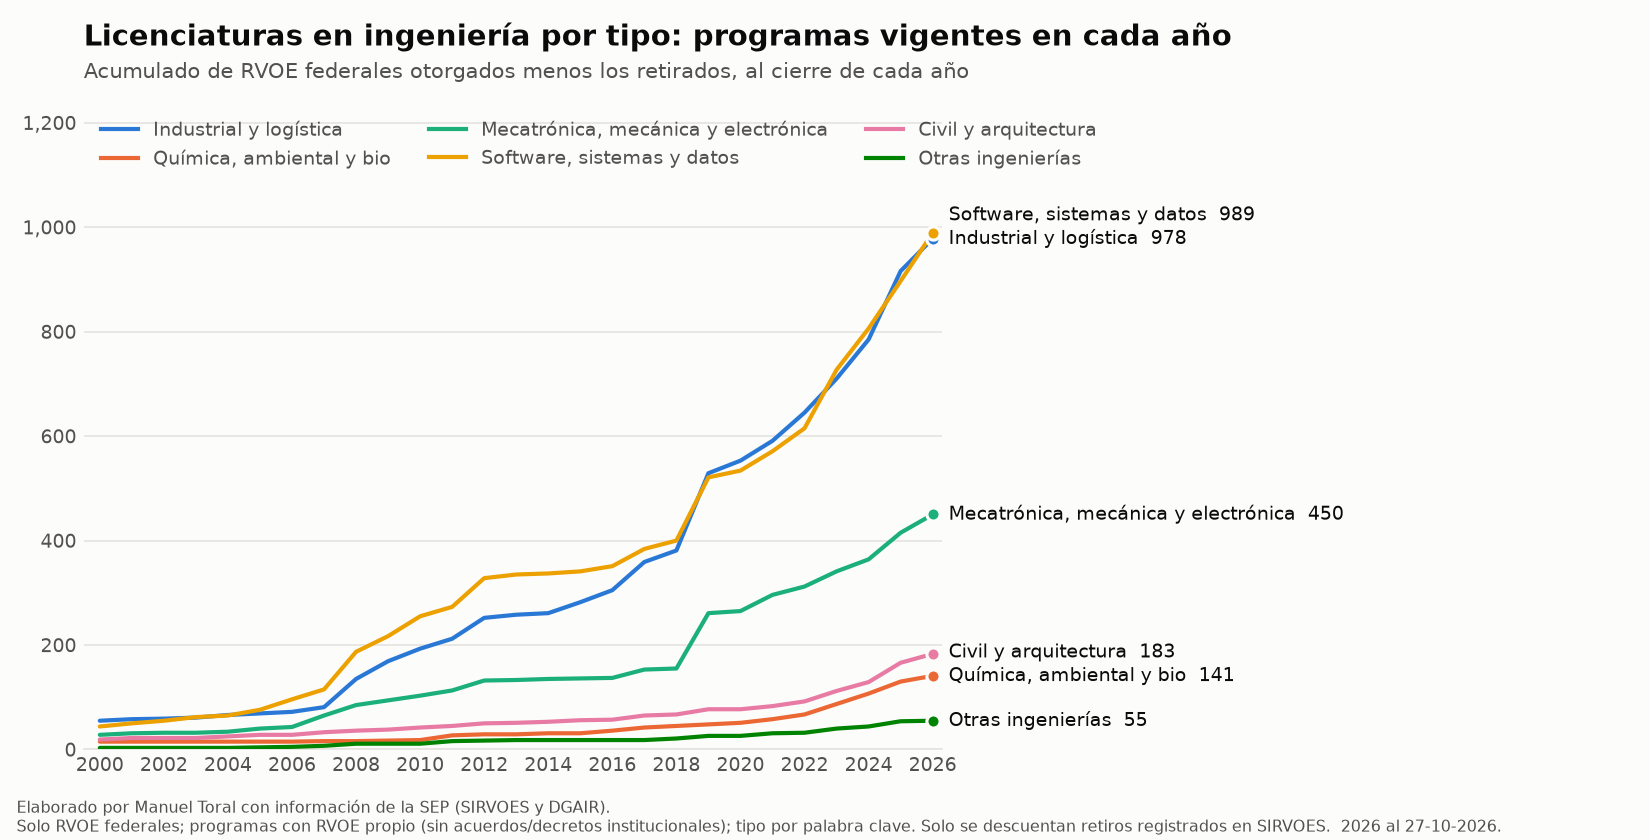 Licenciaturas en ingeniería por tipo: programas vigentes en cada año
Acumulado de RVOE federales otorgados menos los retirados, al cierre de cada año
1,200
Industrial y logística
Mecatrónica, mecánica y electrónica
Civil y arquitectura
Química, ambiental y bio
Software, sistemas y datos
Otras ingenierías
Software, sistemas y datos 989
1,000
Industrial y logística 978
800
600
Mecatrónica, mecánica y electrónica 450
400
Civil y arquitectura 183
200
Química, ambiental y bio 141
Otras ingenierías 55
0
2000 2002 2004 2006 2008 2010 2012 2014 2016 2018 2020 2022 2024 2026
Elaborado por Manuel Toral con información de la SEP (SIRVOES y DGAIR).
Solo RVOE federales; programas con RVOE propio (sin acuerdos/decretos institucionales); tipo por palabra clave. Solo se descuentan retiros registrados en SIRVOES. 2026 al 27-10-2026.